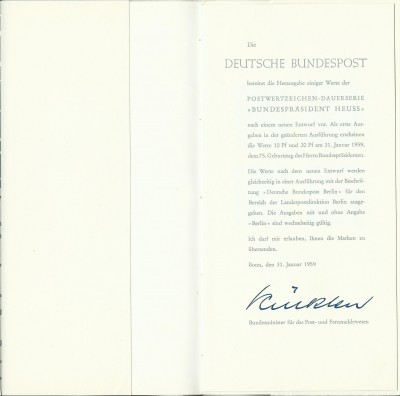 Die
DEUTSCHE BUNDESPOST
bereitet die Herausgabe einiger Werte der
POSTWERTZEICHEN-DAUERSERIE
»BUNDESPRÄSIDENT HEUSS«
nach einem neuen Entwurf vor. Als erste Aus-
gaben in der geänderten Ausführung erscheinen
die Werte 10 Pf und 20 Pf am 31. Januar 1959,
dem 75. Geburtstag des Herrn Bundespräsidenten.
Die Werte nach dem neuen Entwurf werden
gleichzeitig in einer Ausführung mit der Beschrif-
tung »Deutsche Bundespost Berlin« für den
Bereich der Landespostdirektion Berlin ausge-
geben. Die Ausgaben mit und ohne Angabe
»Berlin« sind wechselseitig gültig.
Ich darf mir erlauben, Ihnen die Marken zu
übersenden.
Bonn, den 31. Januar 1959
Bundesminister für das Post- und Fernmeldewesen